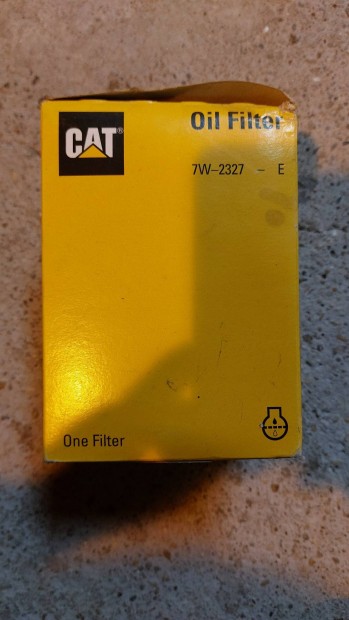 CAT®
Oil Filter
7W-2327 - E
One Filter